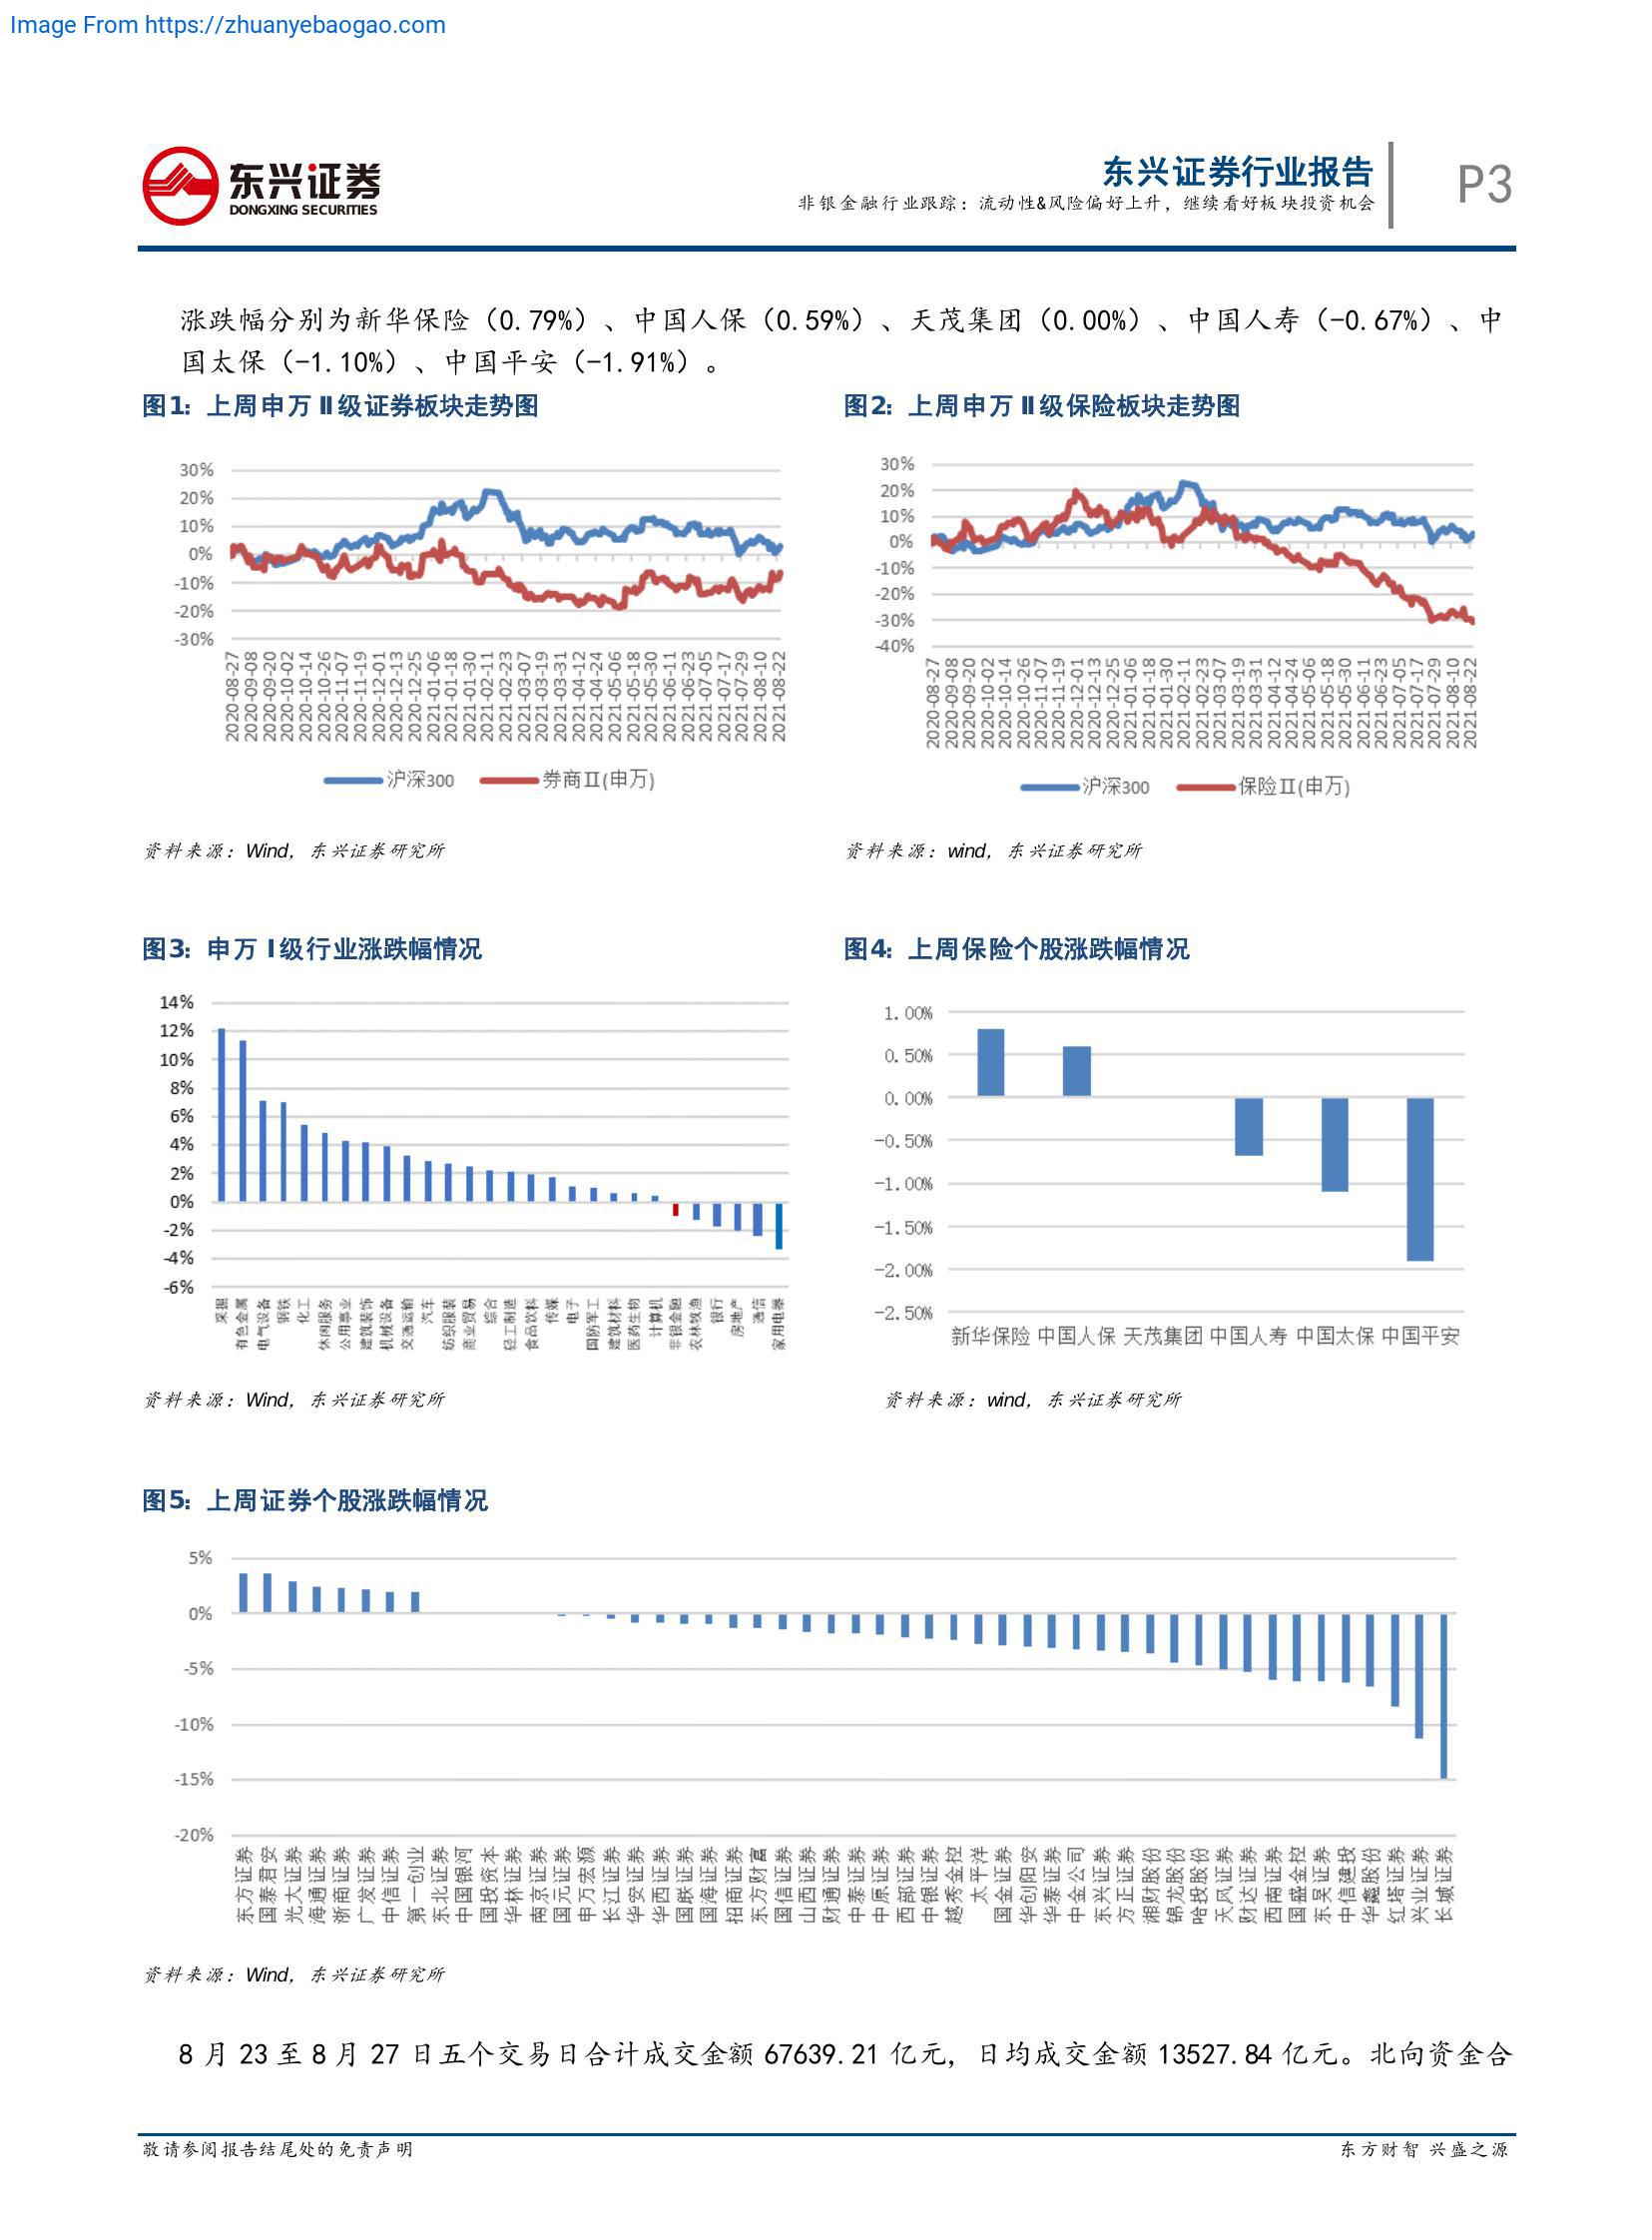 Image From https://zhuanyebaogao.com
东兴证券
DONGXING SECURITIES
东兴证券行业报告
非银金融行业跟踪：流动性&风险偏好上升，继续看好板块投资机会
P3
涨跌幅分别为新华保险（0.79%）、中国人保（0.59%）、天茂集团（0.00%）、中国人寿（-0.67%）、中
国太保（-1.10%）、中国平安（-1.91%）。
图1：上周申万 II 级证券板块走势图
30%
20%
10%
0%
-10%
-20%
-30%
2020-08-27
2020-09-08
2020-09-20
2020-10-02
2020-10-14
2020-10-26
2020-11-07
2020-11-19
2020-12-01
2020-12-13
2020-12-25
2021-01-06
2021-01-18
2021-01-30
2021-02-11
2021-02-23
2021-03-07
2021-03-19
2021-03-31
2021-04-12
2021-04-24
2021-05-06
2021-05-18
2021-05-30
2021-06-11
2021-06-23
2021-07-05
2021-07-17
2021-07-29
2021-08-10
2021-08-22
沪深300
券商Ⅱ(申万)
资料来源：Wind，东兴证券研究所
图2：上周申万 II 级保险板块走势图
30%
20%
10%
0%
-10%
-20%
-30%
-40%
2020-08-27
2020-09-08
2020-09-20
2020-10-02
2020-10-14
2020-10-26
2020-11-07
2020-11-19
2020-12-01
2020-12-13
2020-12-25
2021-01-06
2021-01-18
2021-01-30
2021-02-11
2021-02-23
2021-03-07
2021-03-19
2021-03-31
2021-04-12
2021-04-24
2021-05-06
2021-05-18
2021-05-30
2021-06-11
2021-06-23
2021-07-05
2021-07-17
2021-07-29
2021-08-10
2021-08-22
沪深300
保险Ⅱ(申万)
资料来源：wind，东兴证券研究所
图3：申万 I 级行业涨跌幅情况
14%
12%
10%
8%
6%
4%
2%
0%
-2%
-4%
-6%
采掘
有色金属
电气设备
钢铁
化工
休闲服务
公用事业
建筑装饰
机械设备
交通运输
汽车
纺织服装
商业贸易
综合
轻工制造
食品饮料
传媒
电子
国防军工
建筑材料
医药生物
计算机
非银金融
农林牧渔
银行
房地产
通信
家用电器
资料来源：Wind，东兴证券研究所
图4：上周保险个股涨跌幅情况
1.00%
0.50%
0.00%
-0.50%
-1.00%
-1.50%
-2.00%
-2.50%
新华保险 中国人保 天茂集团 中国人寿 中国太保 中国平安
资料来源：wind，东兴证券研究所
图5：上周证券个股涨跌幅情况
5%
0%
-5%
-10%
-15%
-20%
东方证券
国泰君安
光大证券
海通证券
浙商证券
广发证券
中信证券
第一创业
东北证券
中国银河
国投资本
华林证券
南京证券
国元证券
申万宏源
长江证券
华安证券
华西证券
国联证券
国海证券
招商证券
东方财富
国信证券
山西证券
财通证券
中泰证券
中原证券
西部证券
中银证券
越秀金控
太平洋
国金证券
华创阳安
华泰证券
中金公司
东兴证券
方正证券
湘财股份
锦龙股份
哈投股份
天风证券
财达证券
西南证券
国盛金控
东吴证券
中信建投
华鑫股份
红塔证券
兴业证券
长城证券
资料来源：Wind，东兴证券研究所
8 月 23 至 8 月 27 日五个交易日合计成交金额 67639.21 亿元，日均成交金额 13527.84 亿元。北向资金合
敬请参阅报告结尾处的免责声明
东方财智 兴盛之源